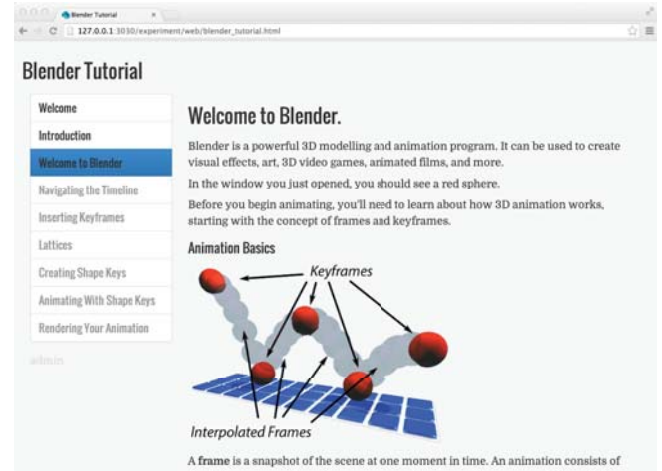 Blender Tutorial
127.0.0.1:3030/experiment/web/blender_tutorial.html
Blender Tutorial
Welcome
Introduction
Welcome to Blender
Navigating the Timeline
Inserting Keyframes
Lattices
Creating Shape Keys
Animating With Shape Keys
Rendering Your Animation
admin
Welcome to Blender.
Blender is a powerful 3D modelling and animation program. It can be used to create
visual effects, art, 3D video games, animated films, and more.
In the window you just opened, you should see a red sphere.
Before you begin animating, you'll need to learn about how 3D animation works,
starting with the concept of frames and keyframes.
Animation Basics
Keyframes
Interpolated Frames
A frame is a snapshot of the scene at one moment in time. An animation consists of